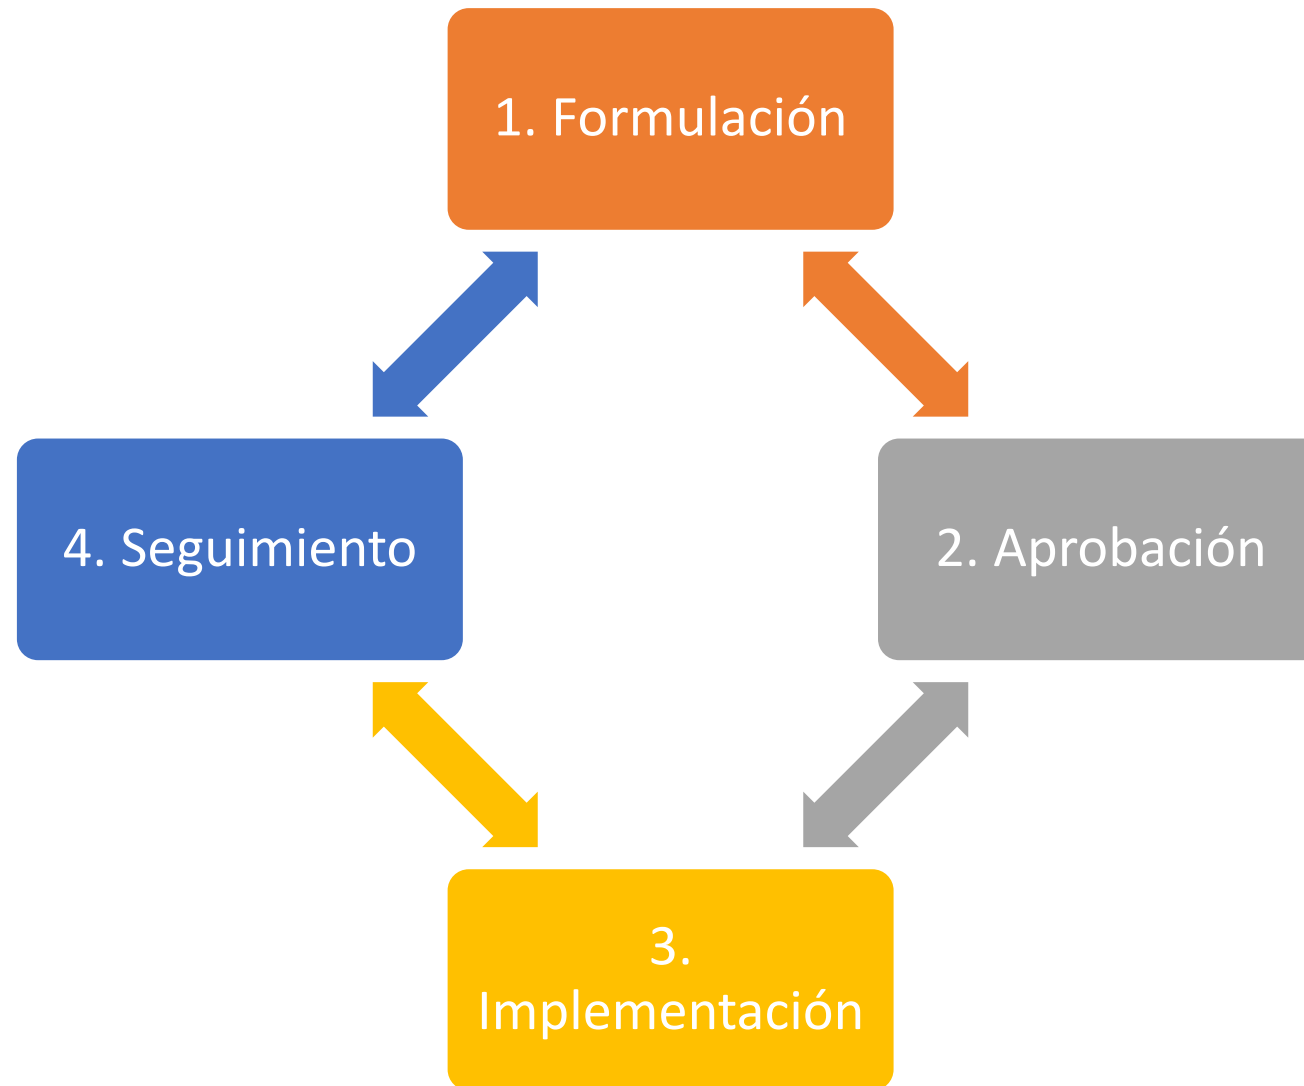 1. Formulación
4. Seguimiento
2. Aprobación
3.
Implementación